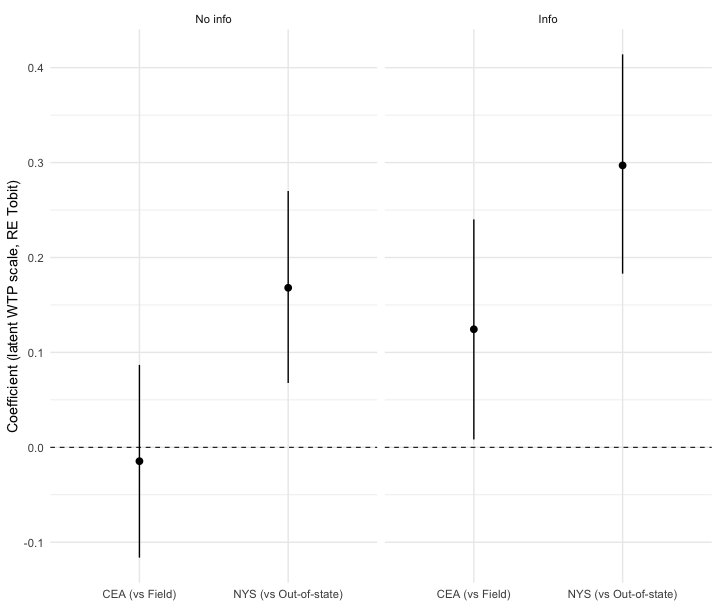 No info
Info
Coefficient (latent WTP scale, RE Tobit)
0.4
0.3
0.2
0.1
0.0
-0.1
CEA (vs Field)
NYS (vs Out-of-state)
CEA (vs Field)
NYS (vs Out-of-state)